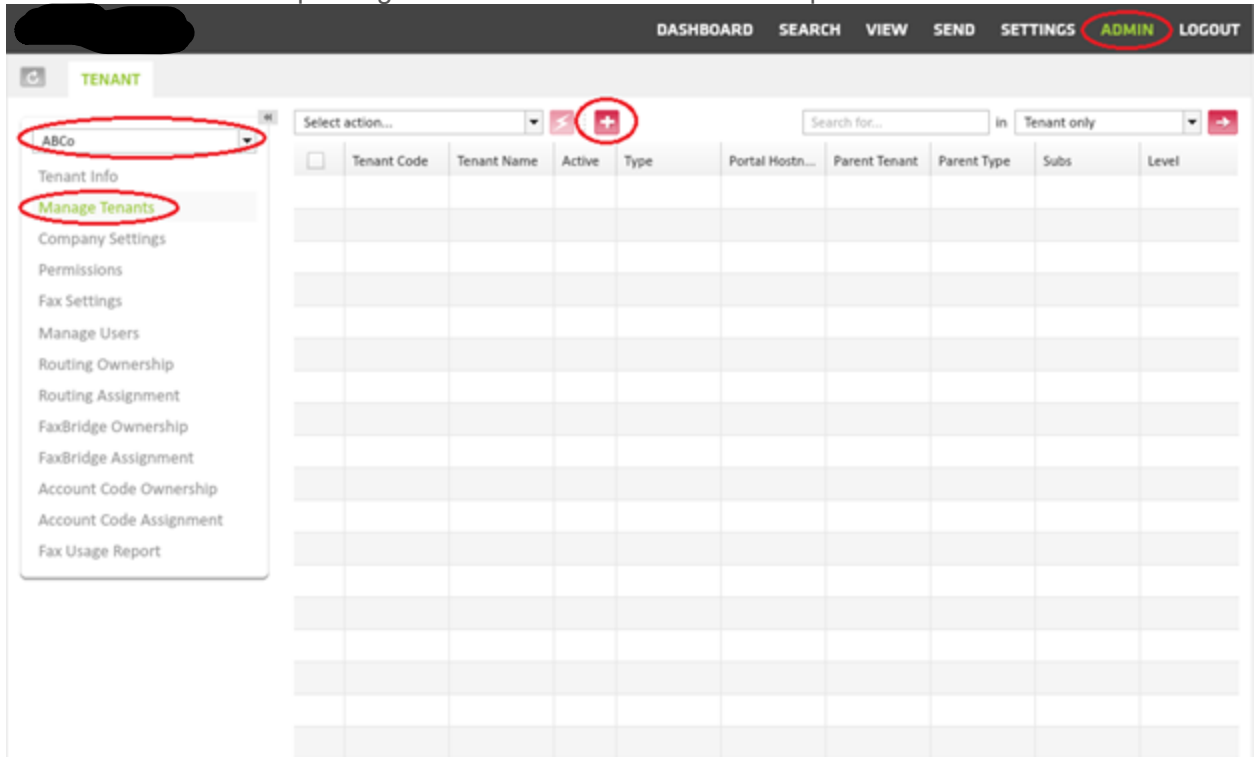 DASHBOARD SEARCH VIEW SEND SETTINGS ADMIN LOGOUT
TENANT
Select action... Search for... in Tenant only
ABCo
Tenant Code Tenant Name Active Type Portal Hostn... Parent Tenant Parent Type Subs Level
Tenant Info
Manage Tenants
Company Settings
Permissions
Fax Settings
Manage Users
Routing Ownership
Routing Assignment
FaxBridge Ownership
FaxBridge Assignment
Account Code Ownership
Account Code Assignment
Fax Usage Report